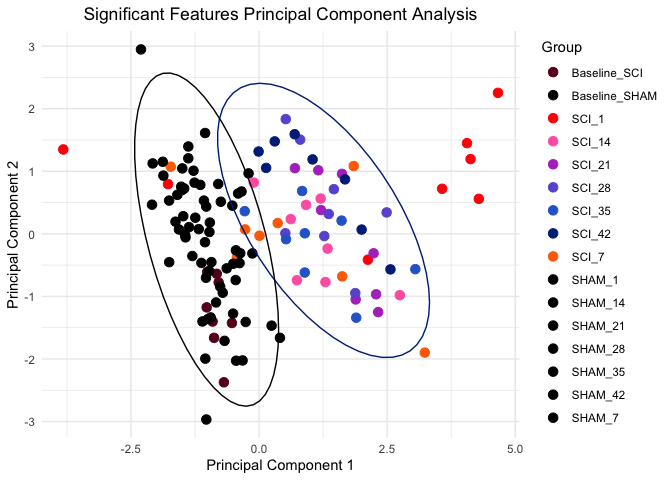 Significant Features Principal Component Analysis
3
2
1
0
-1
-2
-3
Principal Component 2
-2.5
0.0
2.5
5.0
Principal Component 1
Group
Baseline_SCI
Baseline_SHAM
SCI_1
SCI_14
SCI_21
SCI_28
SCI_35
SCI_42
SCI_7
SHAM_1
SHAM_14
SHAM_21
SHAM_28
SHAM_35
SHAM_42
SHAM_7